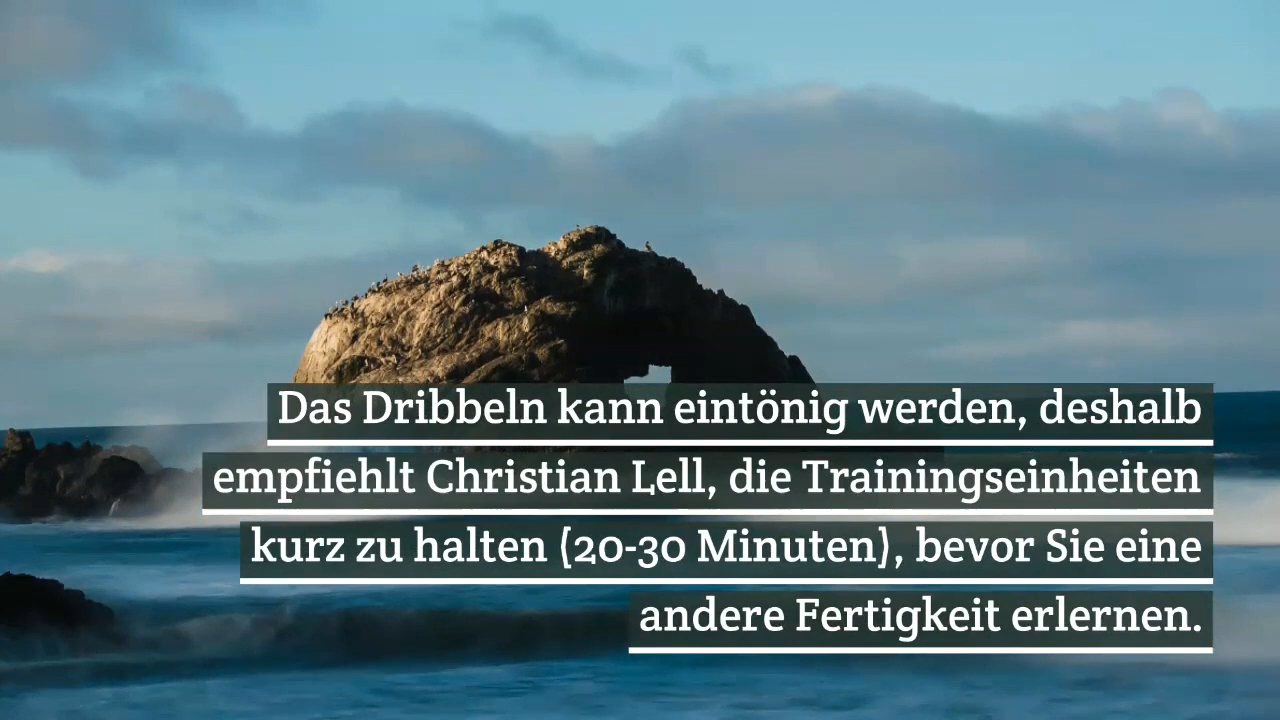 Das Dribbeln kann eintönig werden, deshalb
empfiehlt Christian Lell, die Trainingseinheiten
kurz zu halten (20-30 Minuten), bevor Sie eine
andere Fertigkeit erlernen.